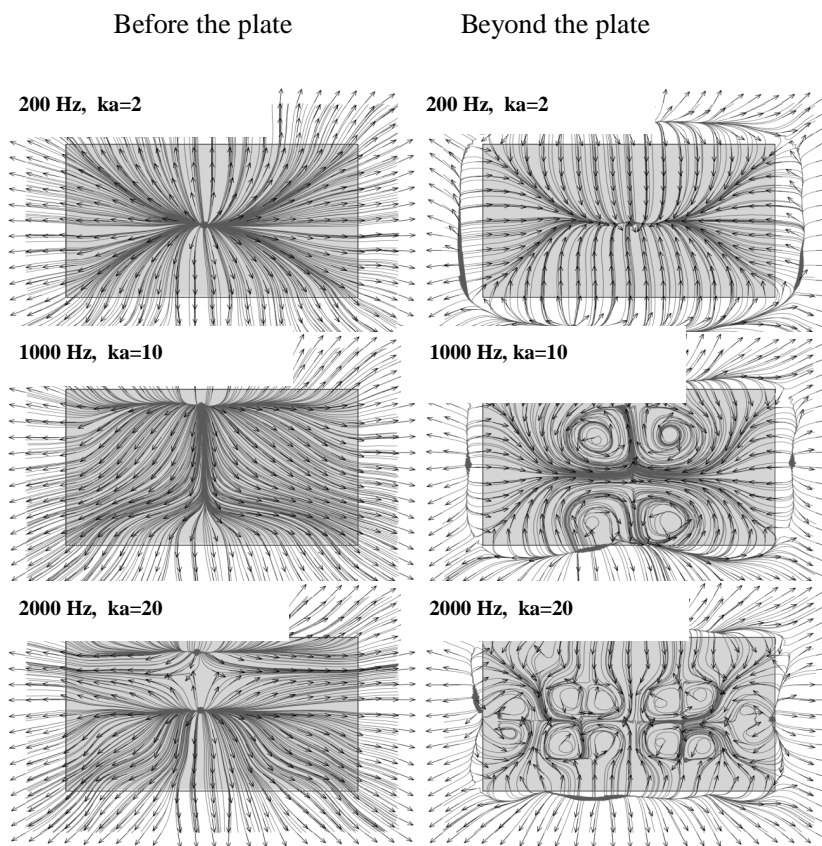 Before the plate Beyond the plate
200 Hz, ka=2 200 Hz, ka=2
1000 Hz, ka=10 1000 Hz, ka=10
2000 Hz, ka=20 2000 Hz, ka=20